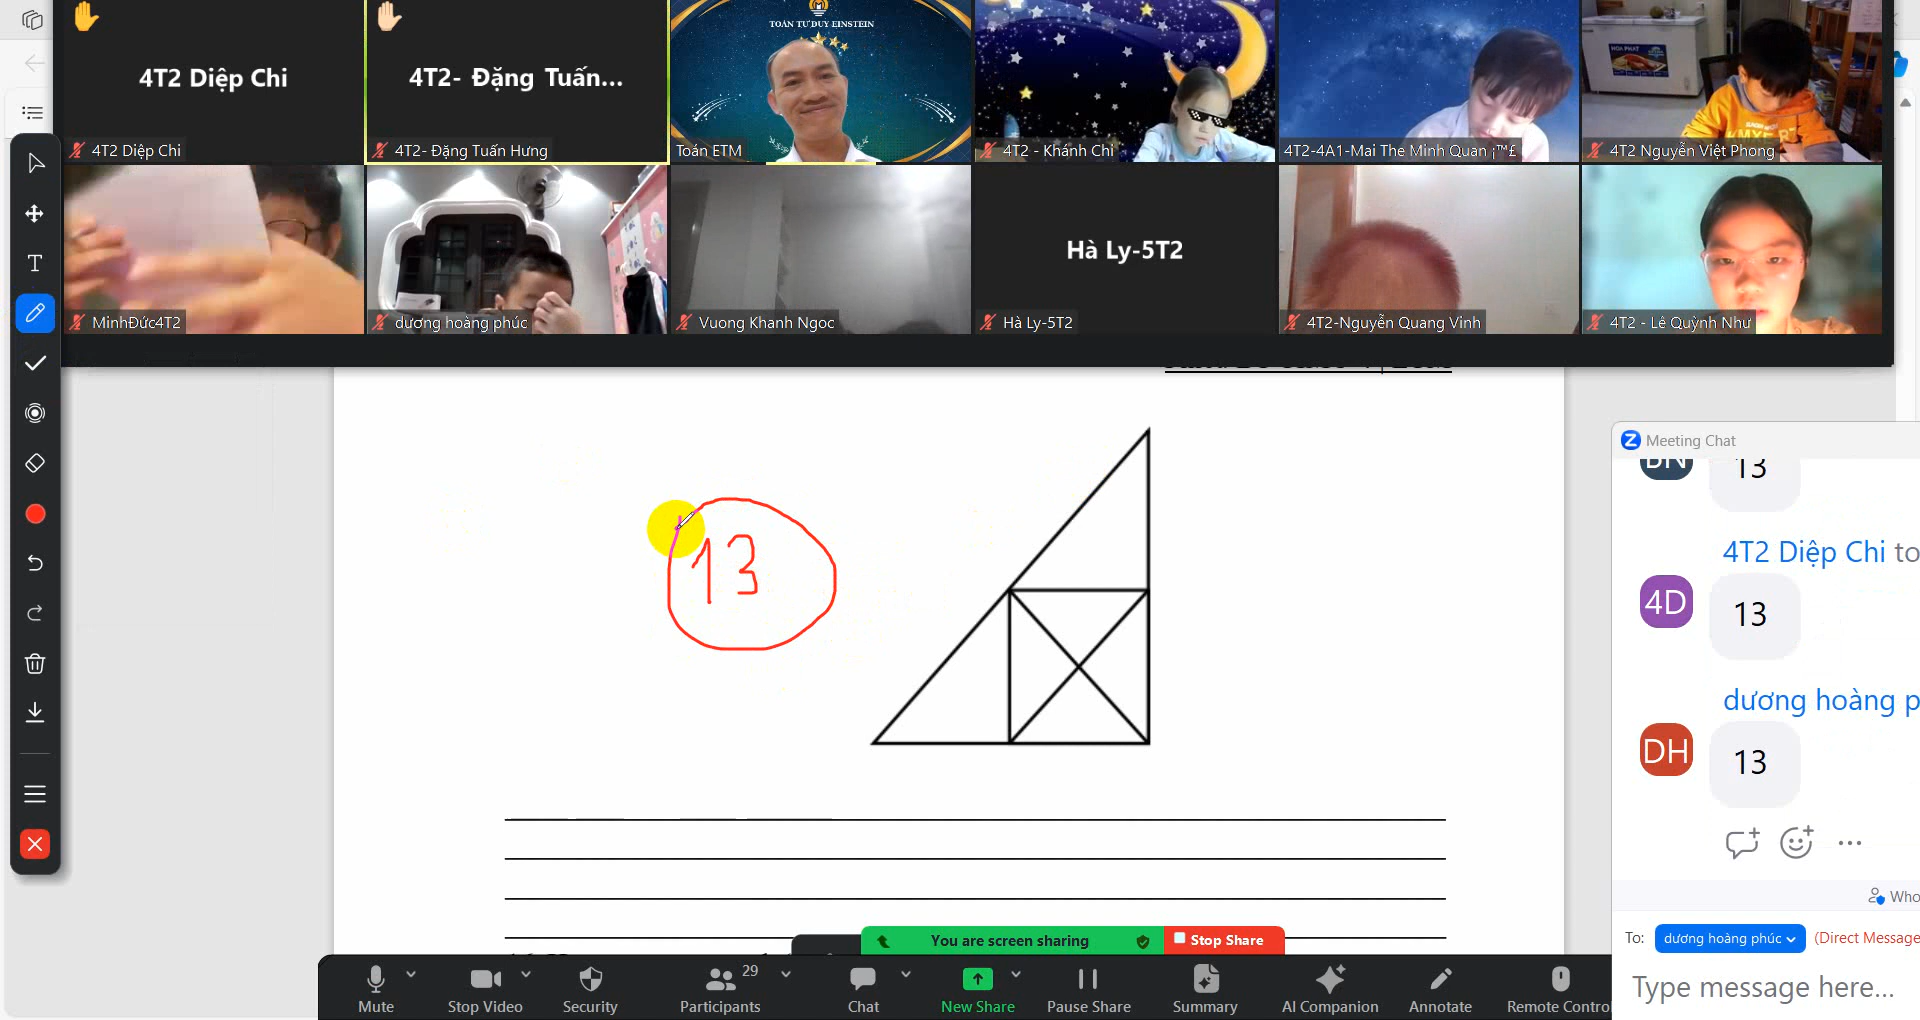 4T2 Diệp Chi
4T2 Diệp Chi
4T2- Đặng Tuấn...
4T2- Đặng Tuấn Hưng
TOÁN TƯ DUY EINSTEIN
Toán ETM
4T2 - Khánh Chi
4T2-4A1-Mai The Minh Quan ¡™£
HOA PHAT
4T2 Nguyễn Việt Phong
MinhĐức4T2
dương hoàng phúc
Vuong Khanh Ngoc
Hà Ly-5T2
Hà Ly-5T2
4T2-Nguyễn Quang Vinh
4T2 - Lê Quỳnh Như
T
13
Meeting Chat
13
4T2 Diệp Chi to
4D
13
dương hoàng p
DH
13
Who
To: dương hoàng phúc (Direct Message
Type message here...
You are screen sharing
Stop Share
Mute
Stop Video
Security
29
Participants
Chat
New Share
Pause Share
Summary
AI Companion
Annotate
Remote Contro